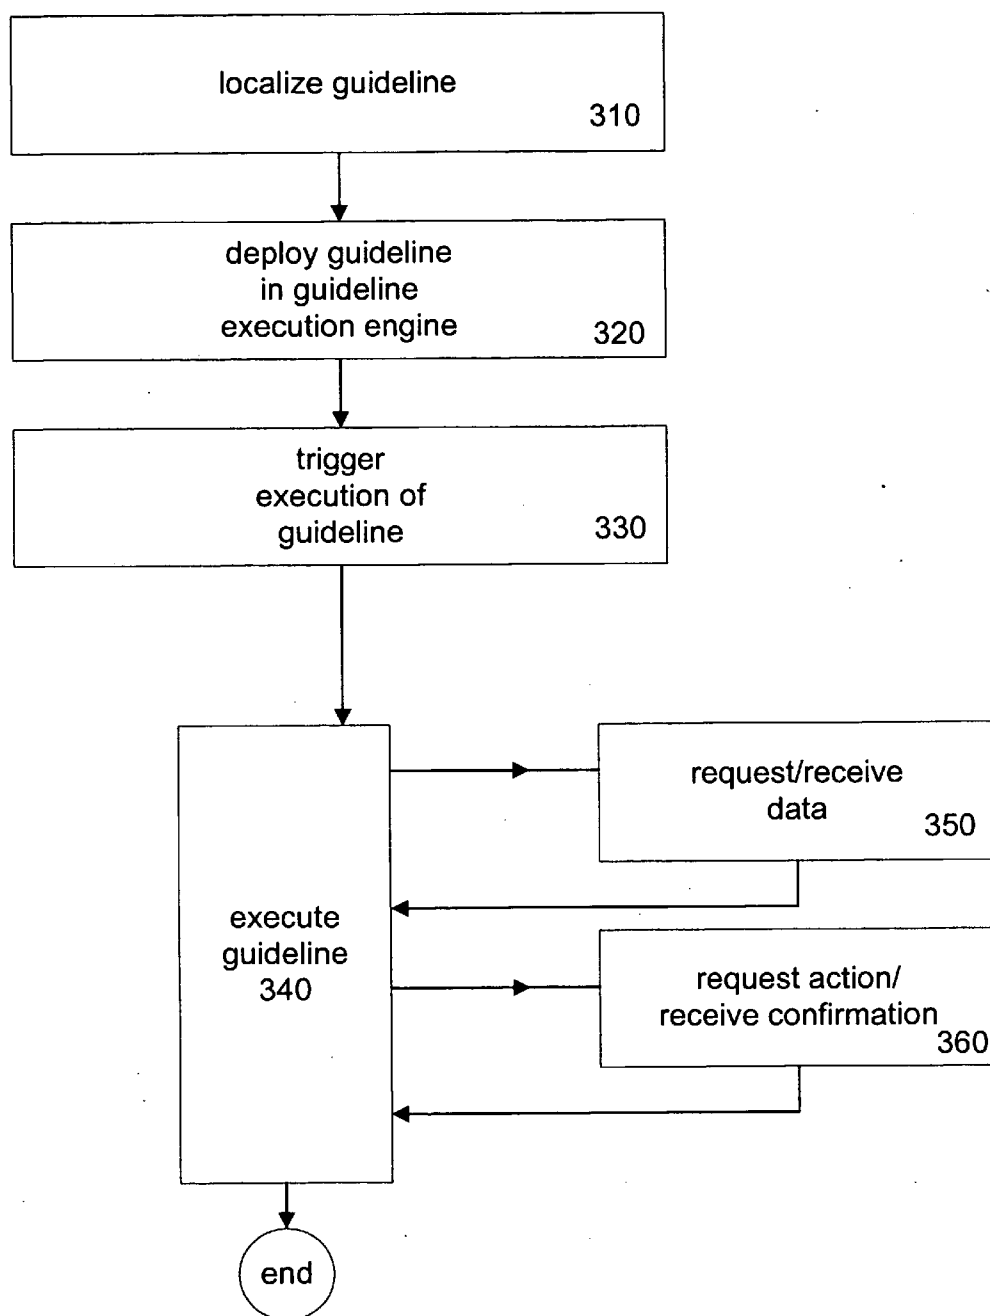 localize guideline
310
deploy guideline
in guideline
execution engine
320
trigger
execution of
guideline
330
execute
guideline
340
request/receive
data
350
request action/
receive confirmation
360
end